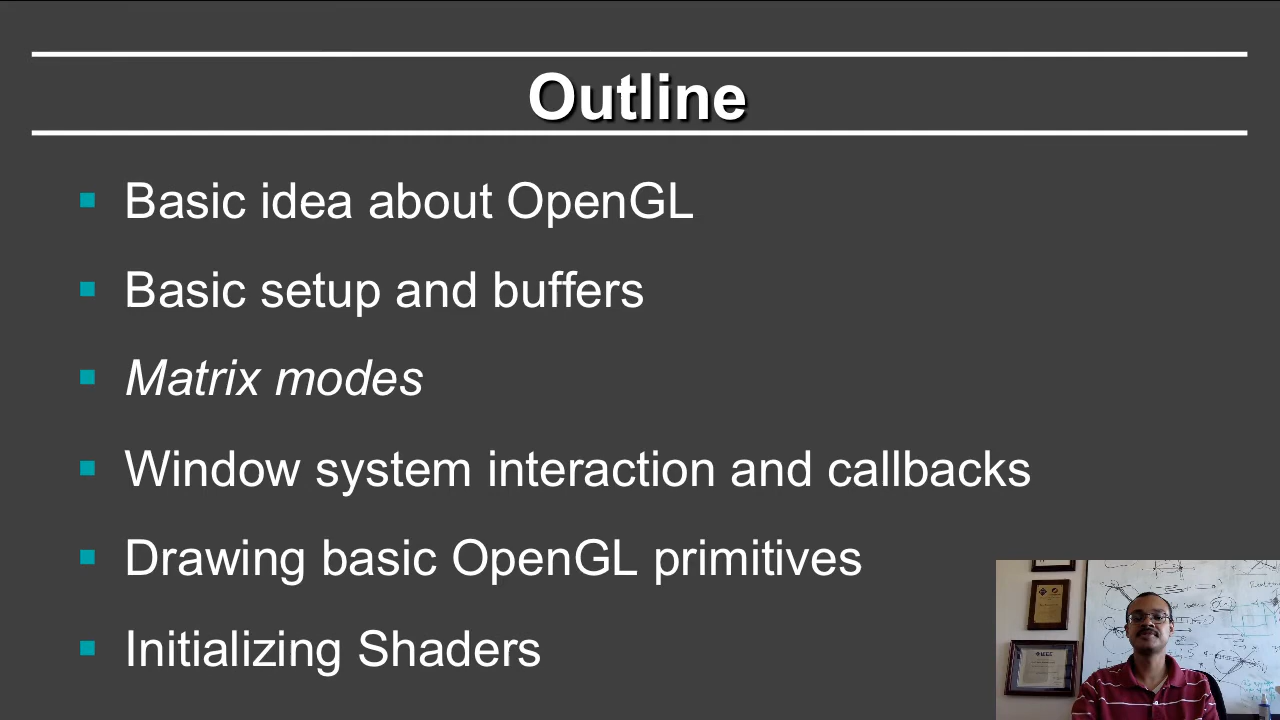 Outline
Basic idea about OpenGL
Basic setup and buffers
Matrix modes
Window system interaction and callbacks
Drawing basic OpenGL primitives
Initializing Shaders
IEEE